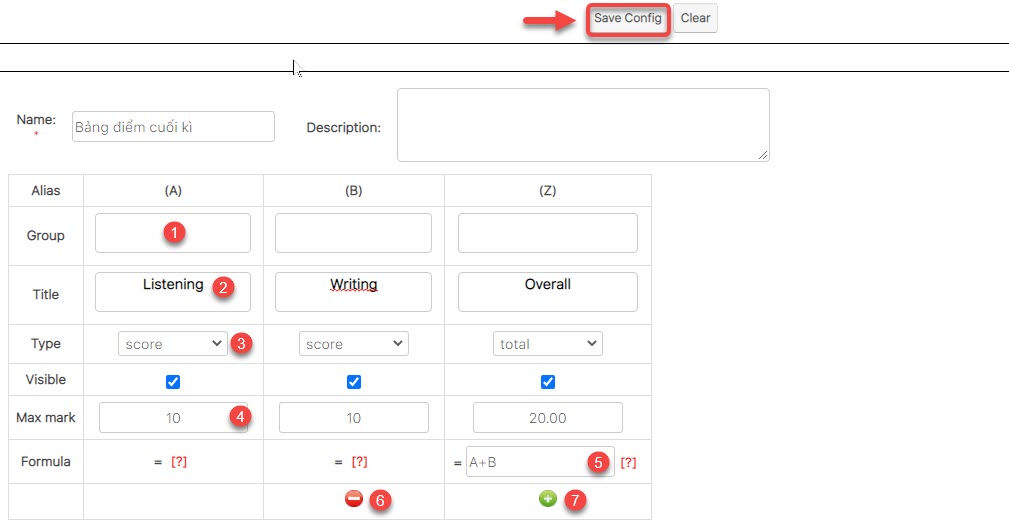 Save Config Clear
Name: * Bảng điểm cuối kì Description:
Alias (A) (B) (Z)
Group 1
Title Listening 2 Writing Overall
Type score 3 score total
Visible
Max mark 10 4 10 20.00
Formula = [?] = [?] = A+B 5 [?]
6 7